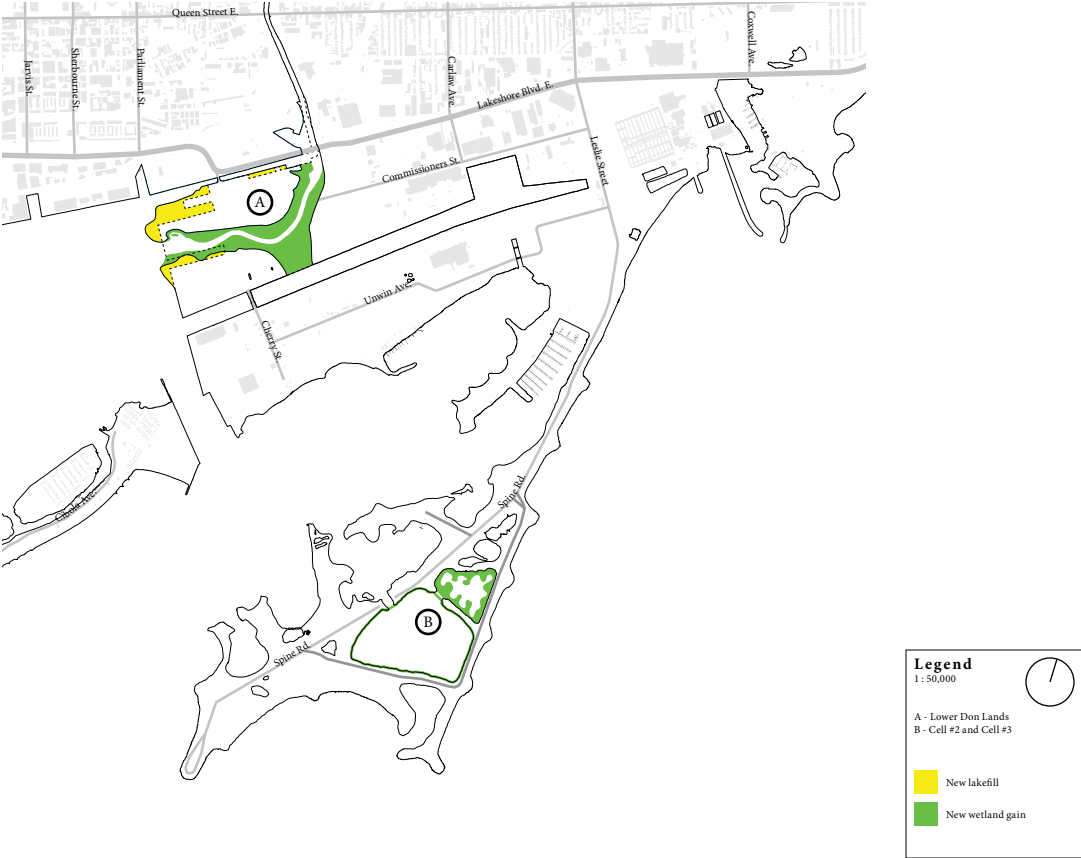 Queen Street E.
Jarvis St.
Sherbourne St.
Parliament St.
Carlaw Ave.
Coxwell Ave.
Lakeshore Blvd. E.
Commissioners St.
Leslie Street
A
Unwin Ave.
Cherry St.
Cibola Ave.
Spine Rd.
B
Spine Rd.
Legend
1 : 50,000
A - Lower Don Lands
B - Cell #2 and Cell #3
New lakefill
New wetland gain